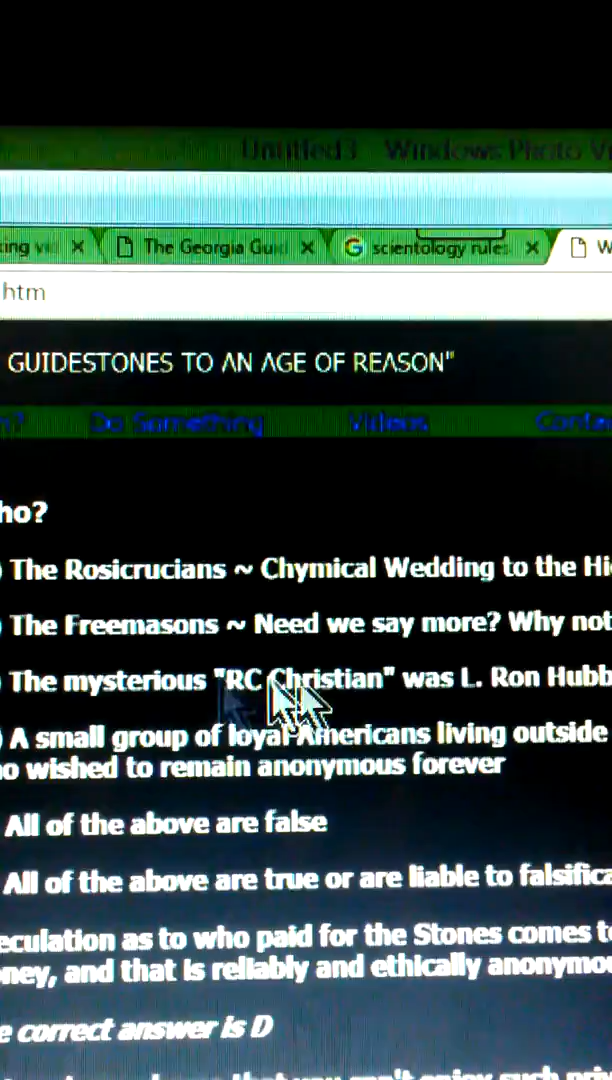 Untitled3 Windows Photo Vi
king vi The Georgia Gui scientology rules W
htm
GUIDESTONES TO AN AGE OF REASON"
n? Do Something Videos Conta
ho?
) The Rosicrucians ~ Chymical Wedding to the Hi
) The Freemasons ~ Need we say more? Why not
) The mysterious "RC Christian" was L. Ron Hubb
) A small group of loyal Americans living outside
ho wished to remain anonymous forever
All of the above are false
All of the above are true or are liable to falsifica
eculation as to who paid for the Stones comes to
ney, and that is reliably and ethically anonymo
e correct answer is D